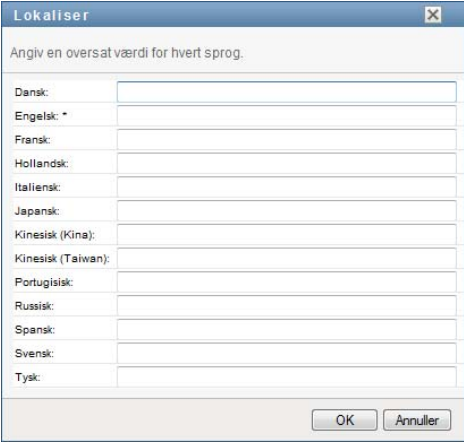 Lokaliser
Angiv en oversat værdi for hvert sprog.
Dansk:
Engelsk: *
Fransk:
Hollandsk:
Italiensk:
Japansk:
Kinesisk (Kina):
Kinesisk (Taiwan):
Portugisisk:
Russisk:
Spansk:
Svensk:
Tysk:
OK Annuller